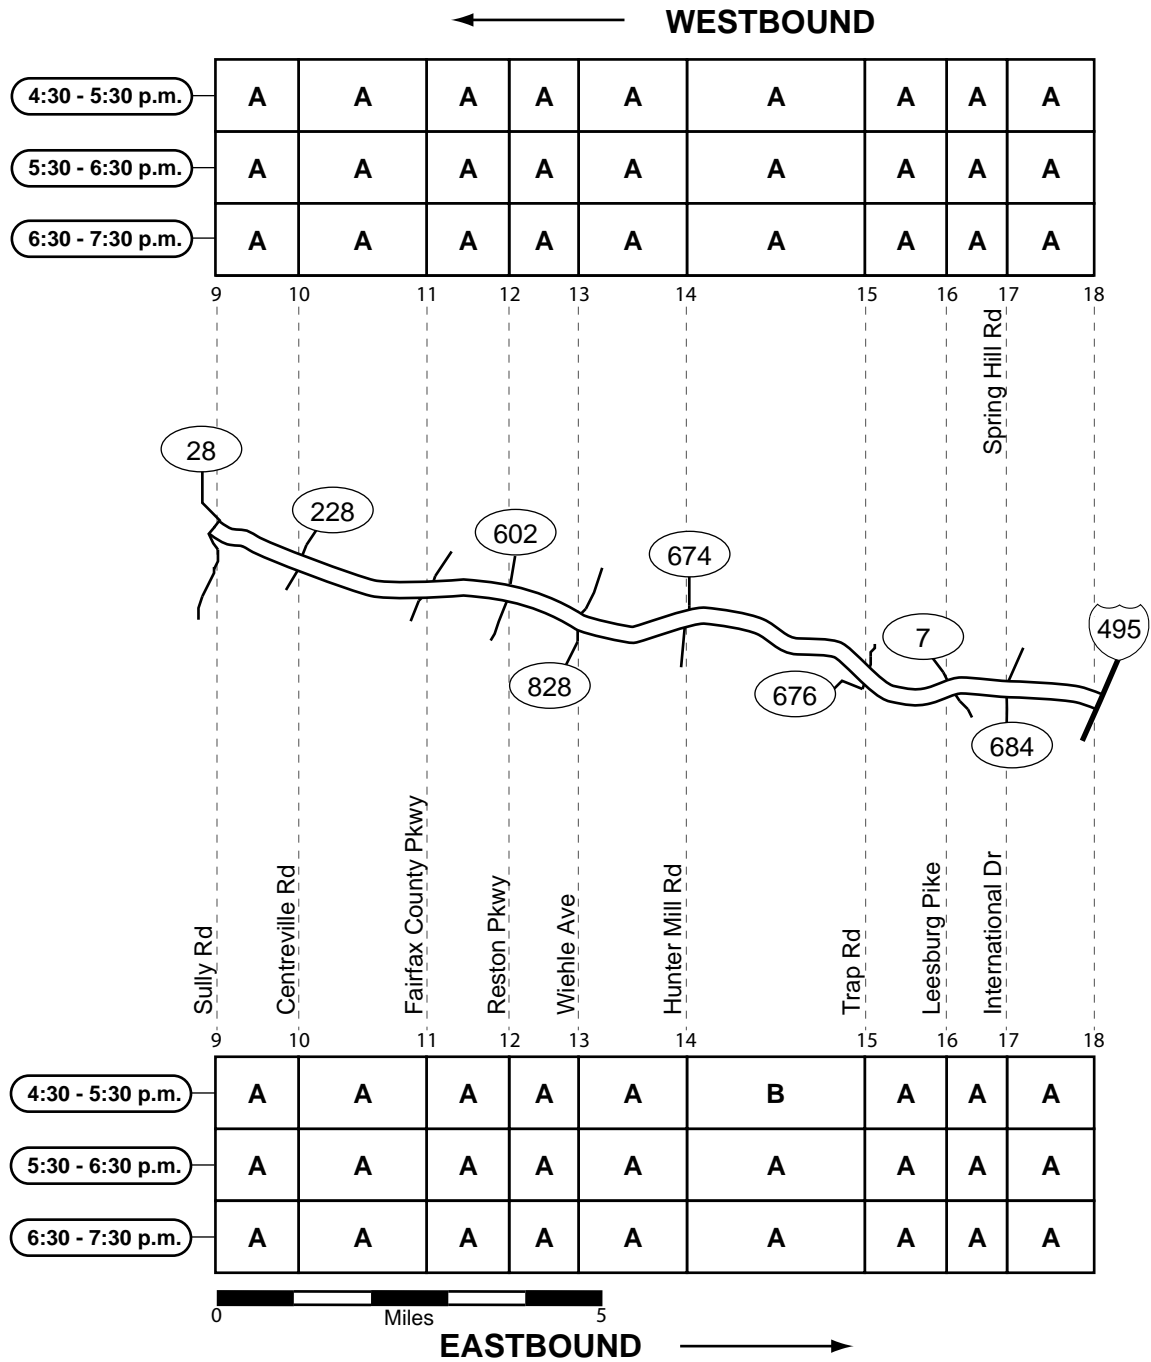 WESTBOUND
4:30 - 5:30 p.m. A A A A A A A A A
5:30 - 6:30 p.m. A A A A A A A A A
6:30 - 7:30 p.m. A A A A A A A A A
9 10 11 12 13 14 15 16 17 18
Spring Hill Rd
28
228
602
674
495
7
828
676
684
Sully Rd
Centreville Rd
Fairfax County Pkwy
Reston Pkwy
Wiehle Ave
Hunter Mill Rd
Trap Rd
Leesburg Pike
International Dr
9 10 11 12 13 14 15 16 17 18
4:30 - 5:30 p.m. A A A A A B A A A
5:30 - 6:30 p.m. A A A A A A A A A
6:30 - 7:30 p.m. A A A A A A A A A
0 Miles 5
EASTBOUND